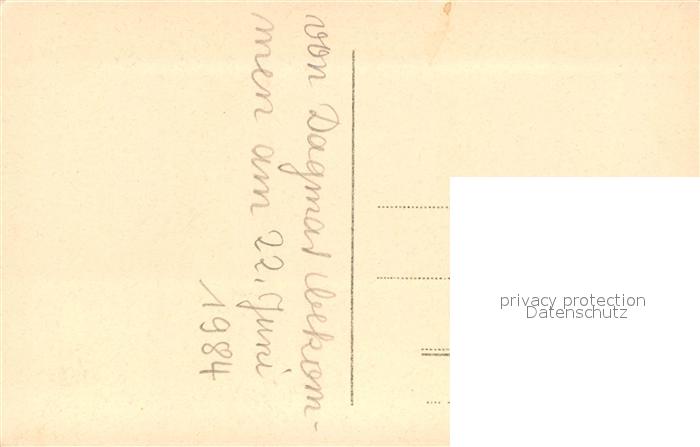 von Dagmar bekom-
men am 22. Juni
1984
privacy protection
Datenschutz